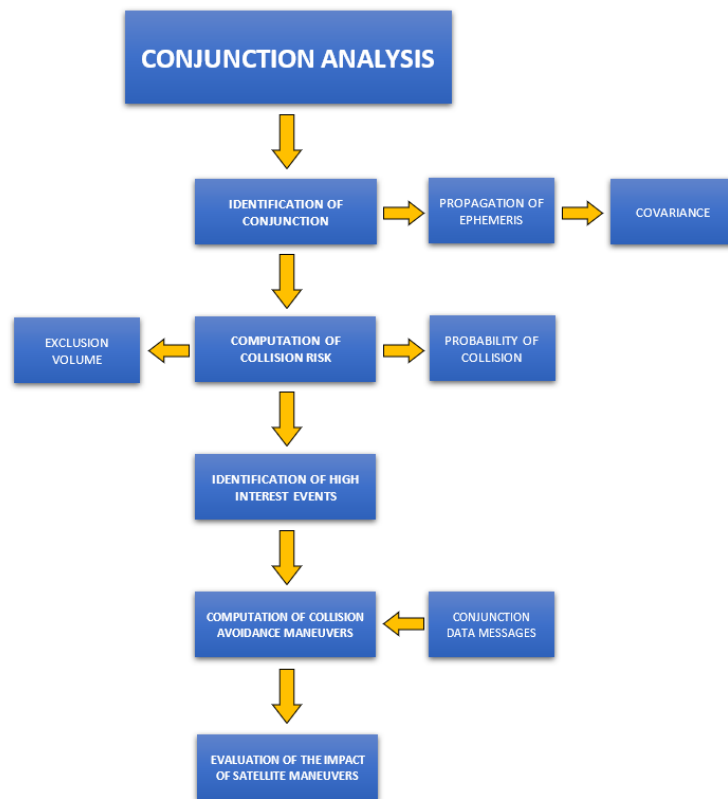 CONJUNCTION ANALYSIS
IDENTIFICATION OF
CONJUNCTION
PROPAGATION OF
EPHEMERIS
COVARIANCE
EXCLUSION
VOLUME
COMPUTATION OF
COLLISION RISK
PROBABILITY OF
COLLISION
IDENTIFICATION OF HIGH
INTEREST EVENTS
COMPUTATION OF COLLISION
AVOIDANCE MANEUVERS
CONJUNCTION
DATA MESSAGES
EVALUATION OF THE IMPACT
OF SATELLITE MANEUVERS